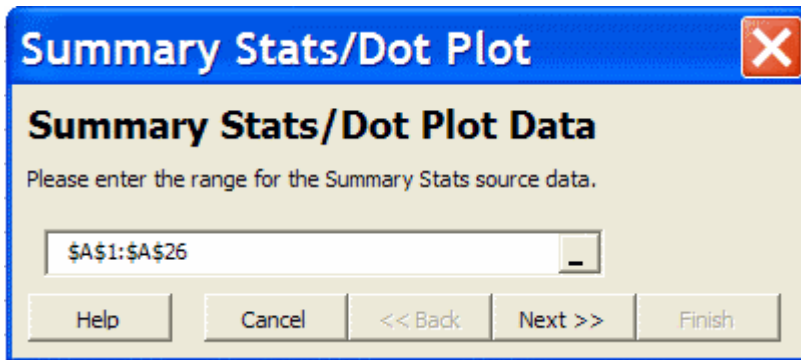 Summary Stats/Dot Plot
Summary Stats/Dot Plot Data
Please enter the range for the Summary Stats source data.
$A$1:$A$26
Help Cancel << Back Next >> Finish